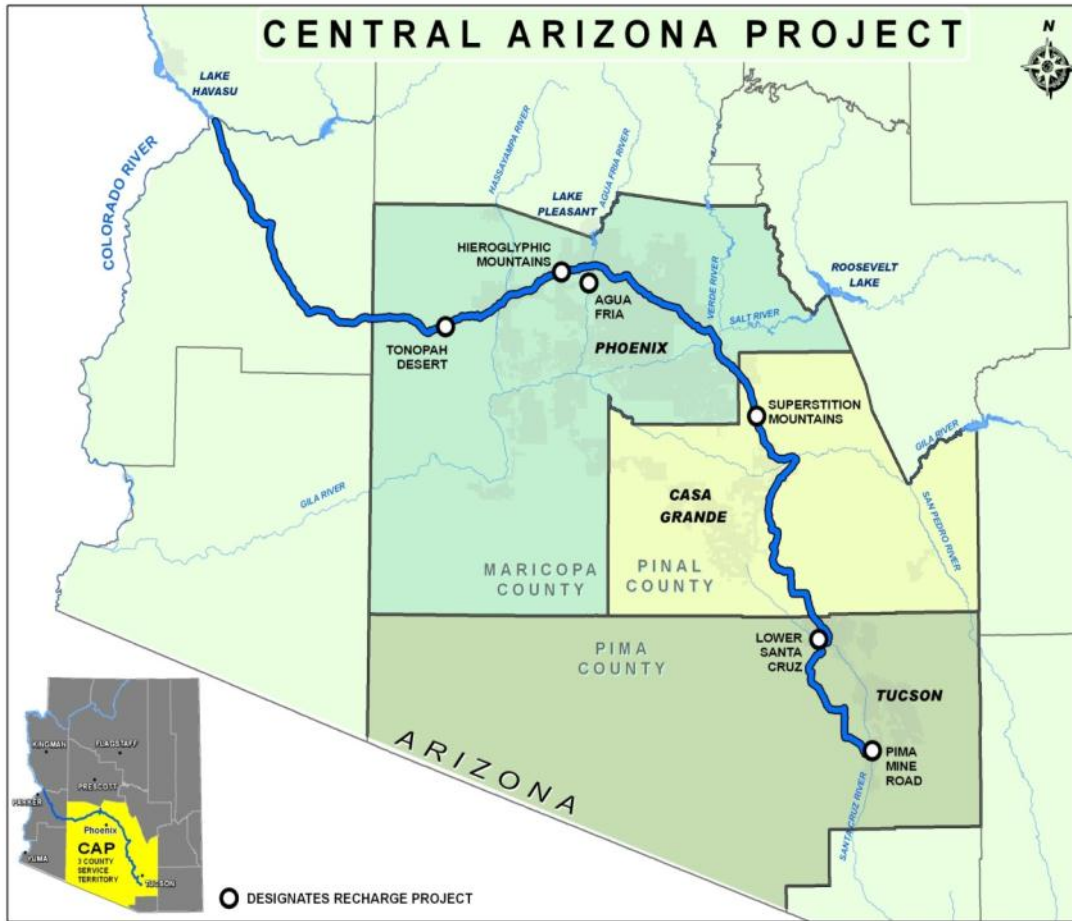 CENTRAL ARIZONA PROJECT
N
LAKE
HAVASU
COLORADO RIVER
HASSAYAMPA RIVER
AGUA FRIA RIVER
LAKE
PLEASANT
HIEROGLYPHIC
MOUNTAINS
VERDE RIVER
ROOSEVELT
LAKE
AGUA
FRIA
SALT RIVER
TONOPAH
DESERT
PHOENIX
SUPERSTITION
MOUNTAINS
GILA RIVER
GILA RIVER
CASA
GRANDE
SAN PEDRO RIVER
MARICOPA
COUNTY
PINAL
COUNTY
LOWER
SANTA
CRUZ
PIMA
COUNTY
TUCSON
ARIZONA
PIMA
MINE
ROAD
SANTA CRUZ RIVER
KINGMAN
FLAGSTAFF
PRESCOTT
PARKER
Phoenix
CAP
3 COUNTY
SERVICE
TERRITORY
YUMA
TUCSON
DESIGNATES RECHARGE PROJECT